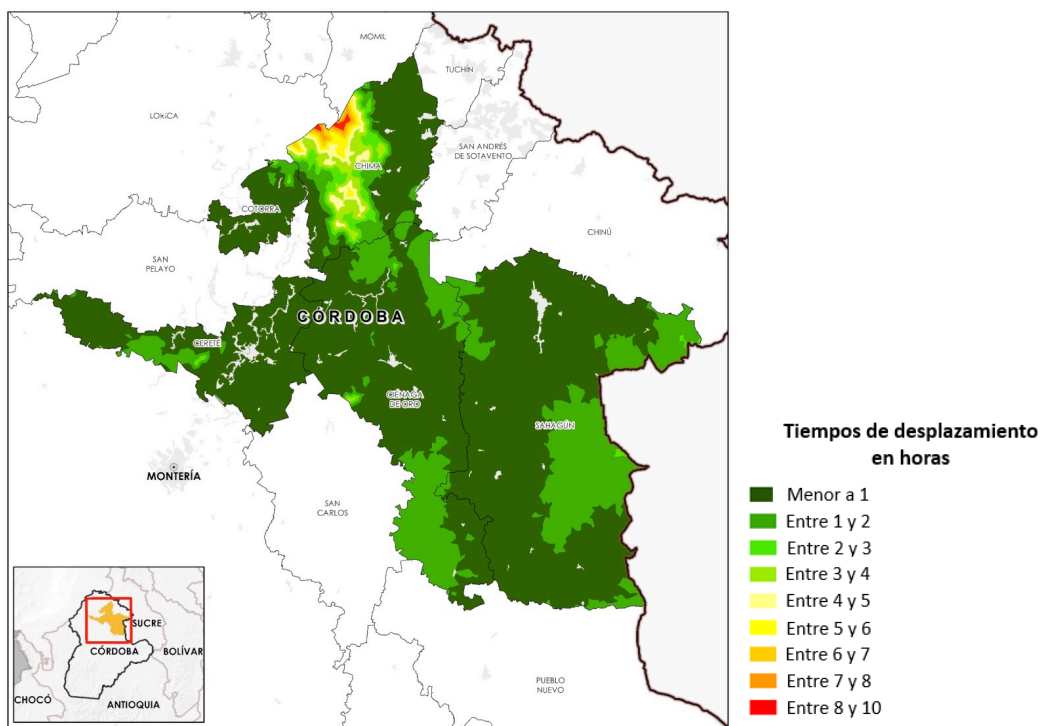 MOMIL
TUCHÍN
LORICA
SAN ANDRÉS
DE SOTAVENTO
CHIMA
COTORRA
CHINÚ
SAN
PELAYO
CÓRDOBA
CERETÉ
CIÉNAGA
DE ORO
SAHAGÚN
MONTERÍA
SAN
CARLOS
PUEBLO
NUEVO
SUCRE
CÓRDOBA
BOLÍVAR
CHOCÓ
ANTIOQUIA
Tiempos de desplazamiento
en horas
Menor a 1
Entre 1 y 2
Entre 2 y 3
Entre 3 y 4
Entre 4 y 5
Entre 5 y 6
Entre 6 y 7
Entre 7 y 8
Entre 8 y 10